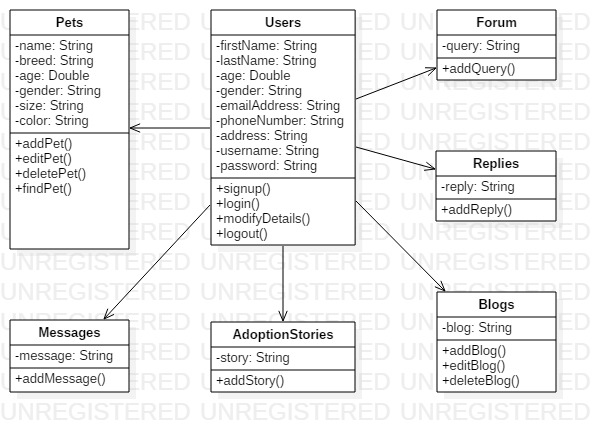 Pets
-name: String
-breed: String
-age: Double
-gender: String
-size: String
-color: String
+addPet()
+editPet()
+deletePet()
+findPet()
Users
-firstName: String
-lastName: String
-age: Double
-gender: String
-emailAddress: String
-phoneNumber: String
-address: String
-username: String
-password: String
+signup()
+login()
+modifyDetails()
+logout()
Forum
-query: String
+addQuery()
Replies
-reply: String
+addReply()
Messages
-message: String
+addMessage()
AdoptionStories
-story: String
+addStory()
Blogs
-blog: String
+addBlog()
+editBlog()
+deleteBlog()
UNREGISTERED UNREGISTERED UNREGISTERED